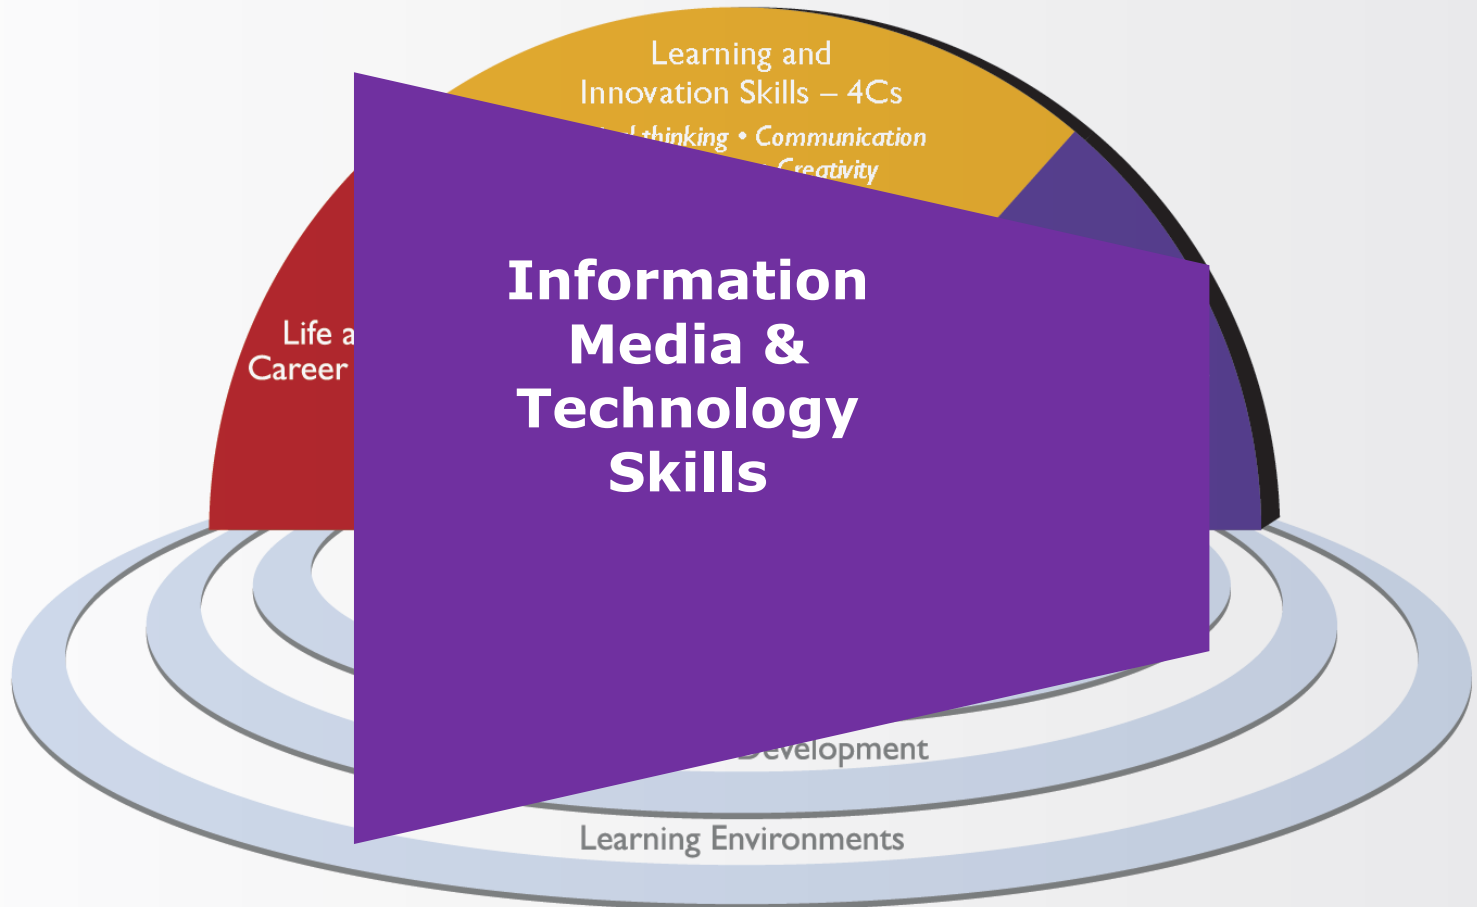 Learning and
Innovation Skills – 4Cs
thinking • Communication
Creativity
Life
Career
Information
Media &
Technology
Skills
Development
Learning Environments